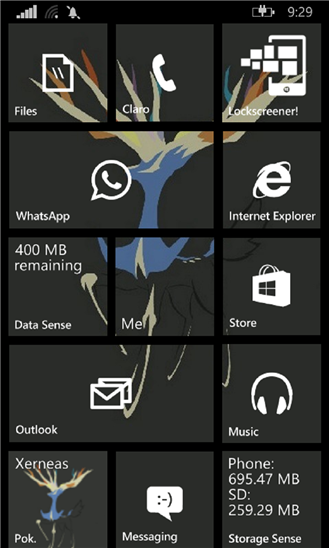 9:29
Files
Claro
Lockscreener!
WhatsApp
Internet Explorer
400 MB
remaining
Data Sense
Me
Store
Outlook
Music
Xerneas
Pok.
:-)
Messaging
Phone:
695.47 MB
SD:
259.29 MB
Storage Sense